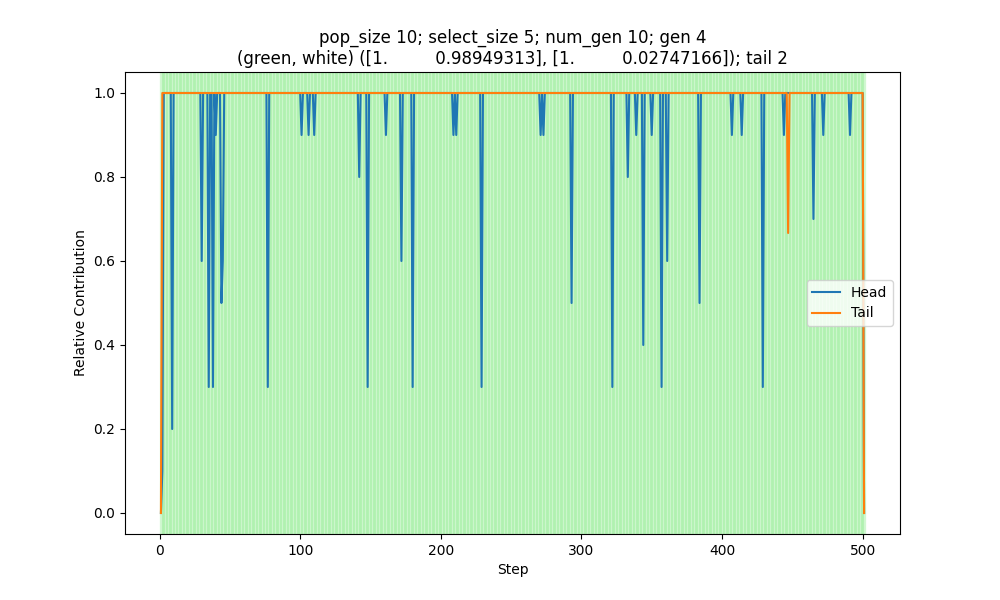 pop_size 10; select_size 5; num_gen 10; gen 4
(green, white) ([1. 0.98949313], [1. 0.02747166]); tail 2
Relative Contribution
1.0
0.8
0.6
0.4
0.2
0.0
Head
Tail
0 100 200 300 400 500
Step